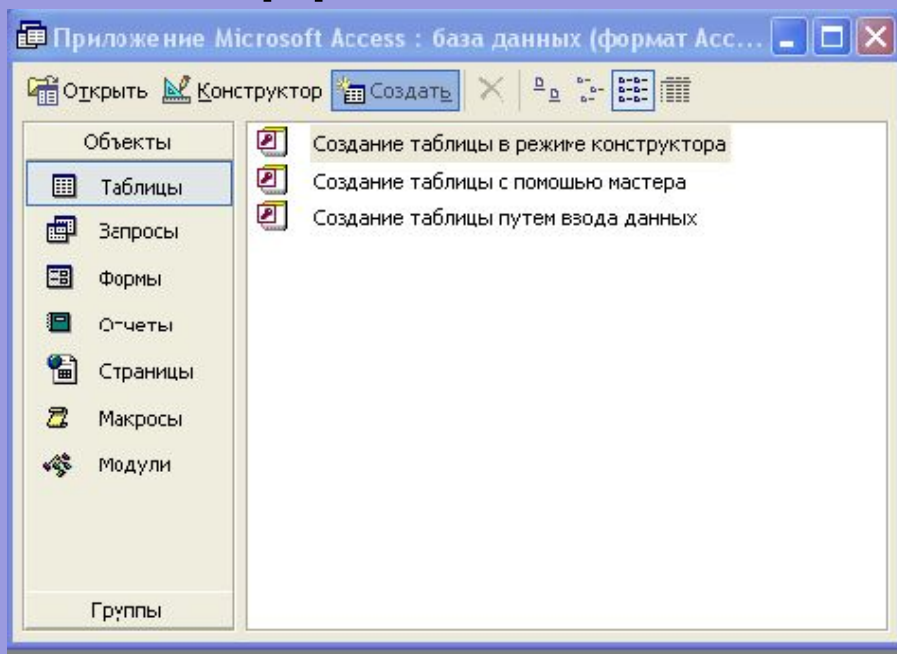 Приложение Microsoft Access : база данных (формат Acc...
Открыть Конструктор Создать
Объекты
Таблицы
Запросы
Формы
Отчеты
Страницы
Макросы
Модули
Группы
Создание таблицы в режиме конструктора
Создание таблицы с помошью мастера
Создание таблицы путем ввода данных